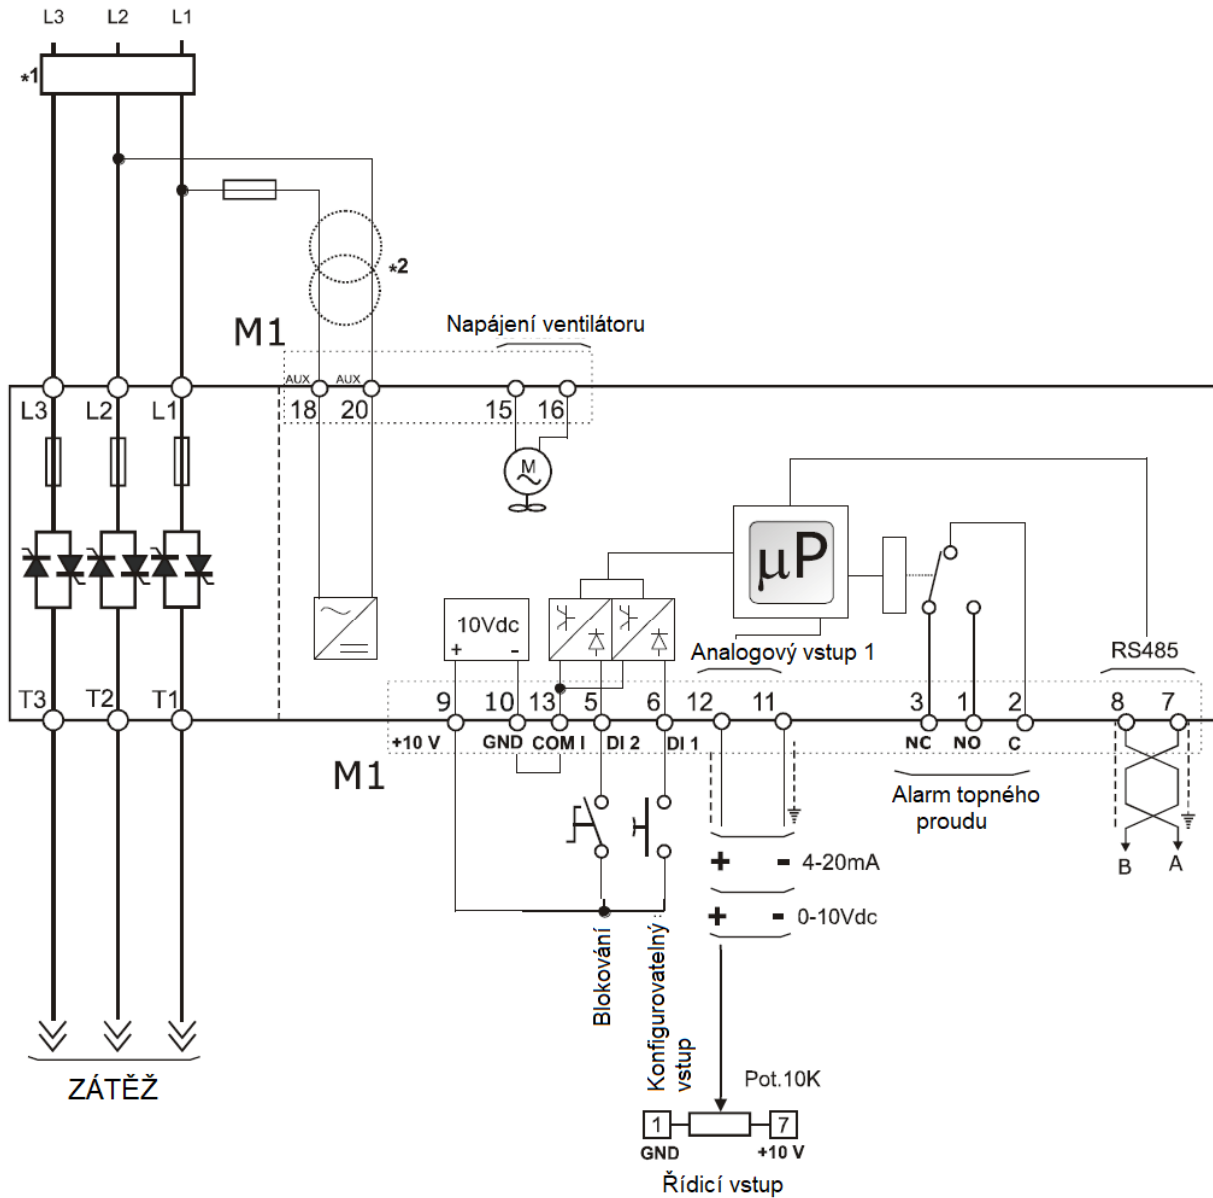 L3 L2 L1
*1
*2
M1
Napájení ventilátoru
AUX AUX
L3 L2 L1 18 20 15 16
M
µP
10Vdc
+ -
Analogový vstup 1
RS485
T3 T2 T1 9 10 13 5 6 12 11 3 1 2 8 7
+10 V GND COM I DI 2 DI 1 NC NO C
M1
Alarm topného
proudu
+ - 4-20mA
B A
+ - 0-10Vdc
Blokování
Konfigurovatelný
vstup
Pot.10K
ZÁTĚŽ
1 7
GND +10 V
Řídicí vstup